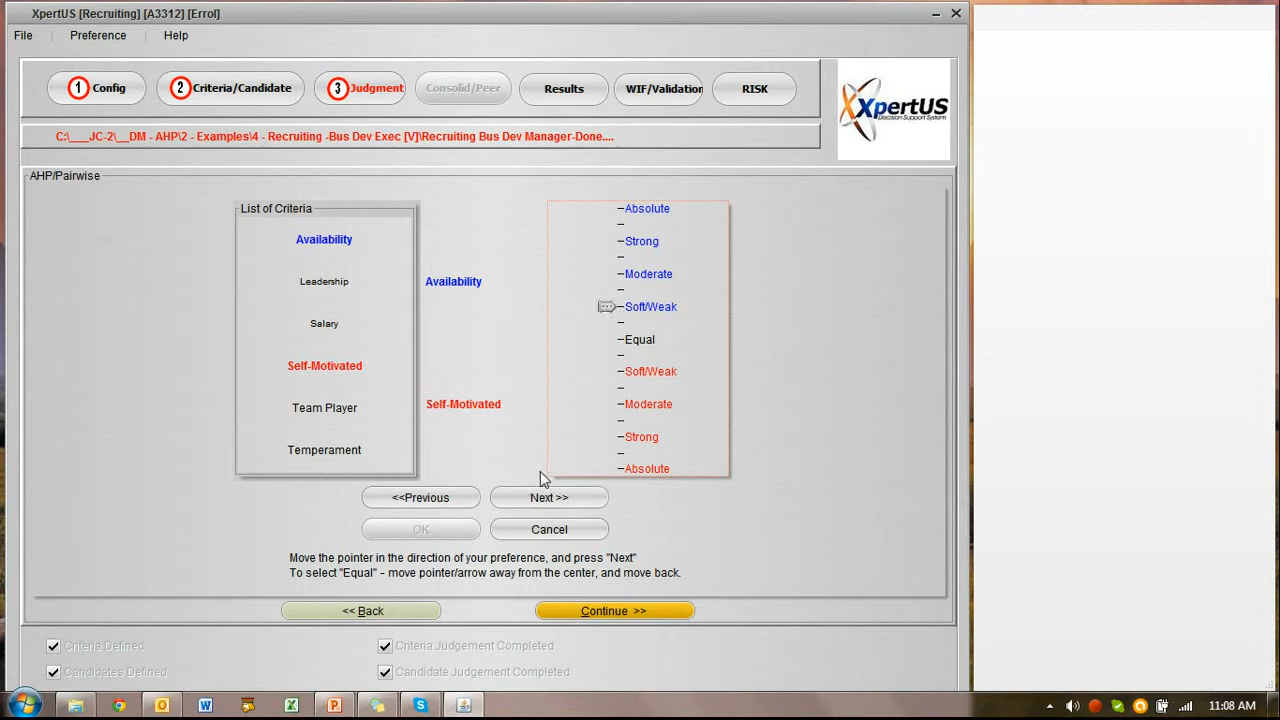 XpertUS [Recruiting] [A3312] [Errol]
File Preference Help
1 Config 2 Criteria/Candidate 3 Judgment Consolid/Peer Results WIF/Validation RISK
XpertUS
Decision Support System
C:\___JC-2\__DM - AHP\2 - Examples\4 - Recruiting -Bus Dev Exec [V]\Recruiting Bus Dev Manager-Done....
AHP/Pairwise
List of Criteria
Availability
Leadership
Salary
Self-Motivated
Team Player
Temperament
Availability
Self-Motivated
Absolute
Strong
Moderate
Soft/Weak
Equal
Soft/Weak
Moderate
Strong
Absolute
<<Previous Next >>
OK Cancel
Move the pointer in the direction of your preference, and press "Next"
To select "Equal" - move pointer/arrow away from the center, and move back.
<< Back Continue >>
Criteria Defined Criteria Judgement Completed
Candidates Defined Candidate Judgement Completed
11:08 AM